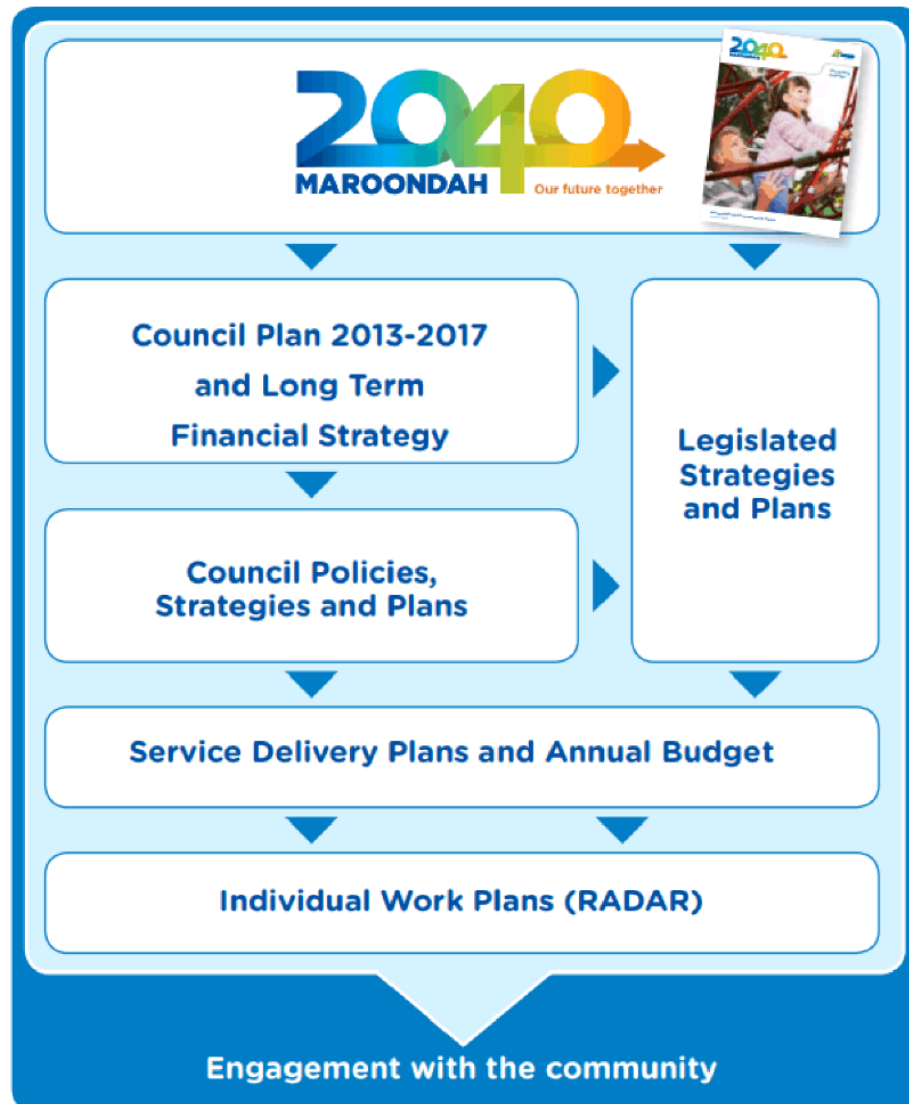 2040
MAROONDAH
Our future together
2040
Council Plan 2013-2017
and Long Term
Financial Strategy
Legislated
Strategies
and Plans
Council Policies,
Strategies and Plans
Service Delivery Plans and Annual Budget
Individual Work Plans (RADAR)
Engagement with the community